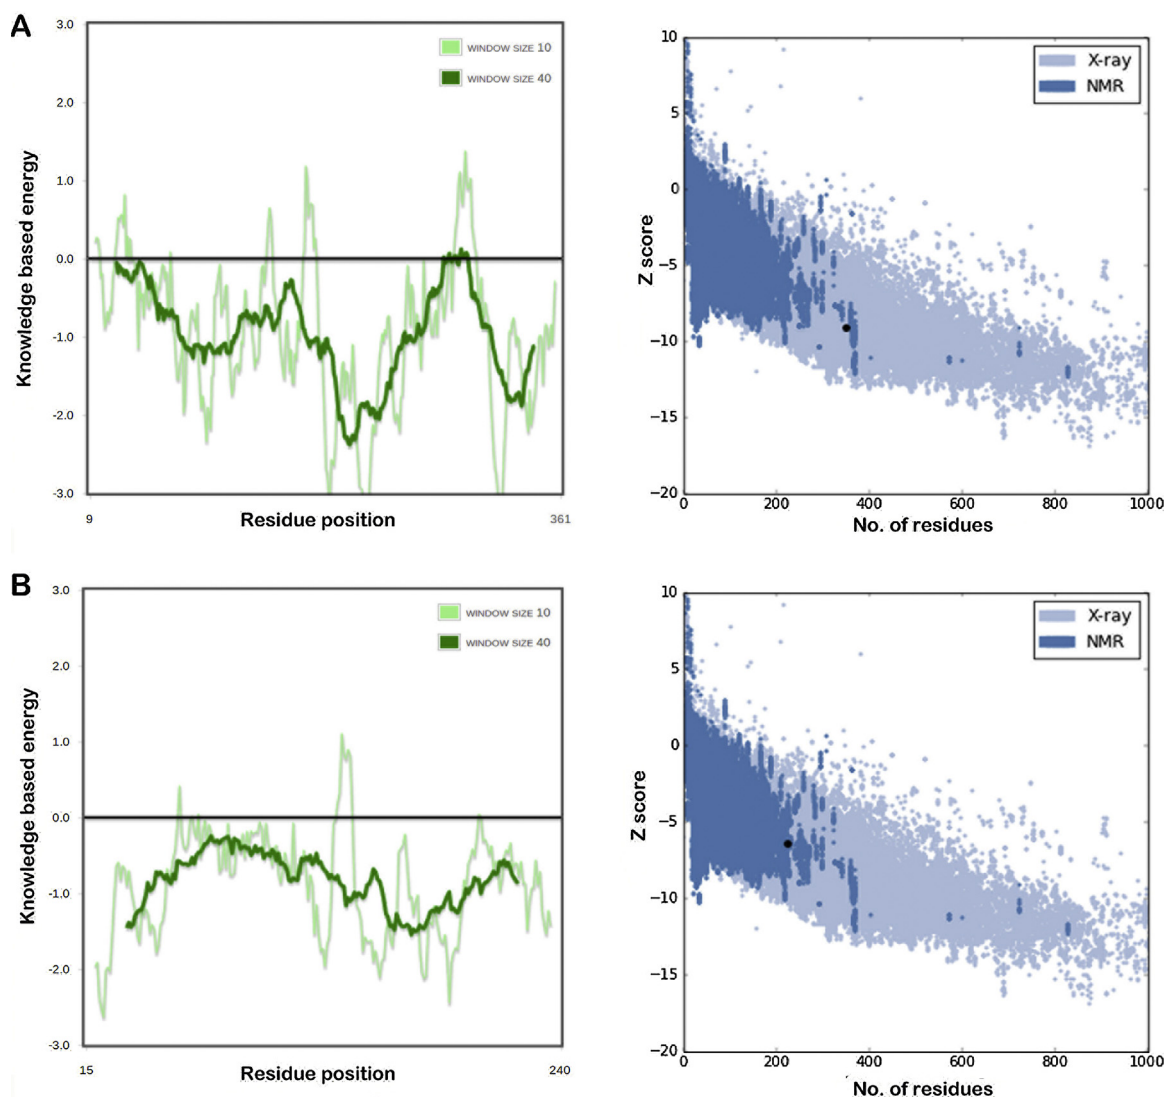 A
Knowledge based energy
3.0
2.0
1.0
0.0
-1.0
-2.0
-3.0
WINDOW SIZE 10
WINDOW SIZE 40
9
Residue position
361
Z score
10
5
0
−5
−10
−15
−20
X-ray
NMR
0
200
400
600
800
1000
No. of residues
B
Knowledge based energy
3.0
2.0
1.0
0.0
-1.0
-2.0
-3.0
WINDOW SIZE 10
WINDOW SIZE 40
15
Residue position
240
Z score
10
5
0
−5
−10
−15
−20
X-ray
NMR
0
200
400
600
800
1000
No. of residues